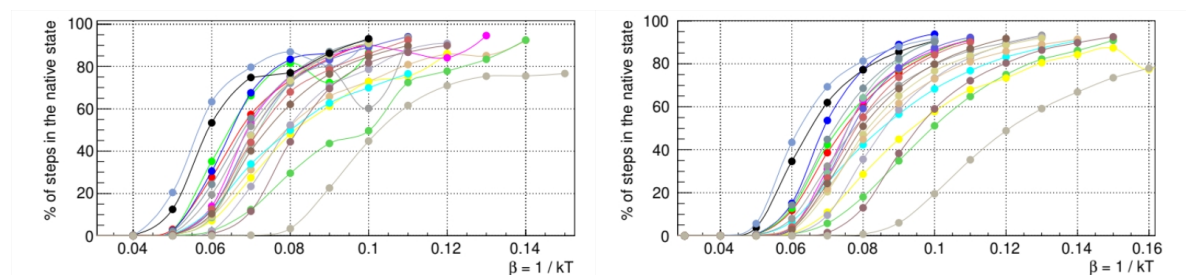 % of steps in the native state
100
80
60
40
20
0
0.04 0.06 0.08 0.1 0.12 0.14
β = 1 / kT
% of steps in the native state
100
80
60
40
20
0
0.04 0.06 0.08 0.1 0.12 0.14 0.16
β = 1 / kT